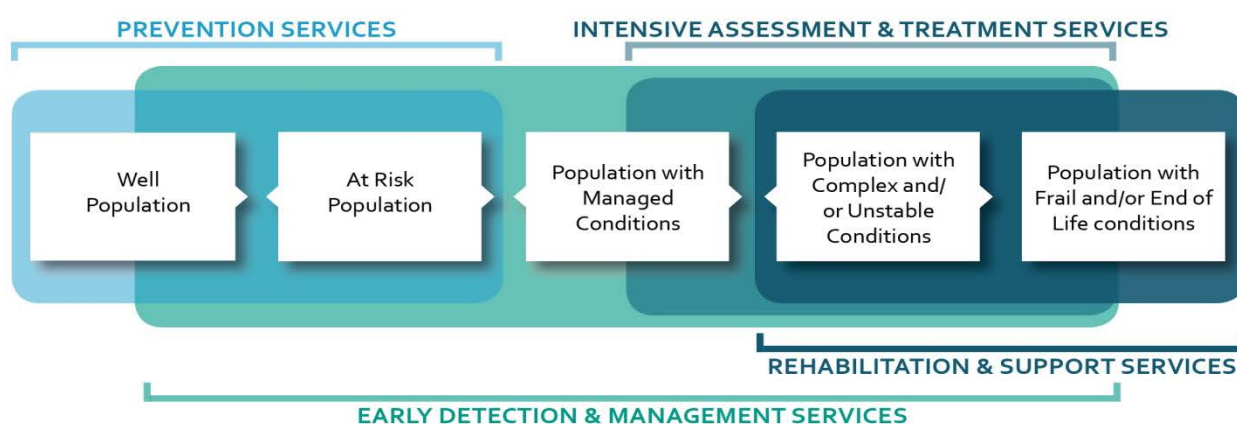 PREVENTION SERVICES
INTENSIVE ASSESSMENT & TREATMENT SERVICES
Well
Population
At Risk
Population
Population with
Managed
Conditions
Population with
Complex and/
or Unstable
Conditions
Population with
Frail and/or End of
Life conditions
REHABILITATION & SUPPORT SERVICES
EARLY DETECTION & MANAGEMENT SERVICES